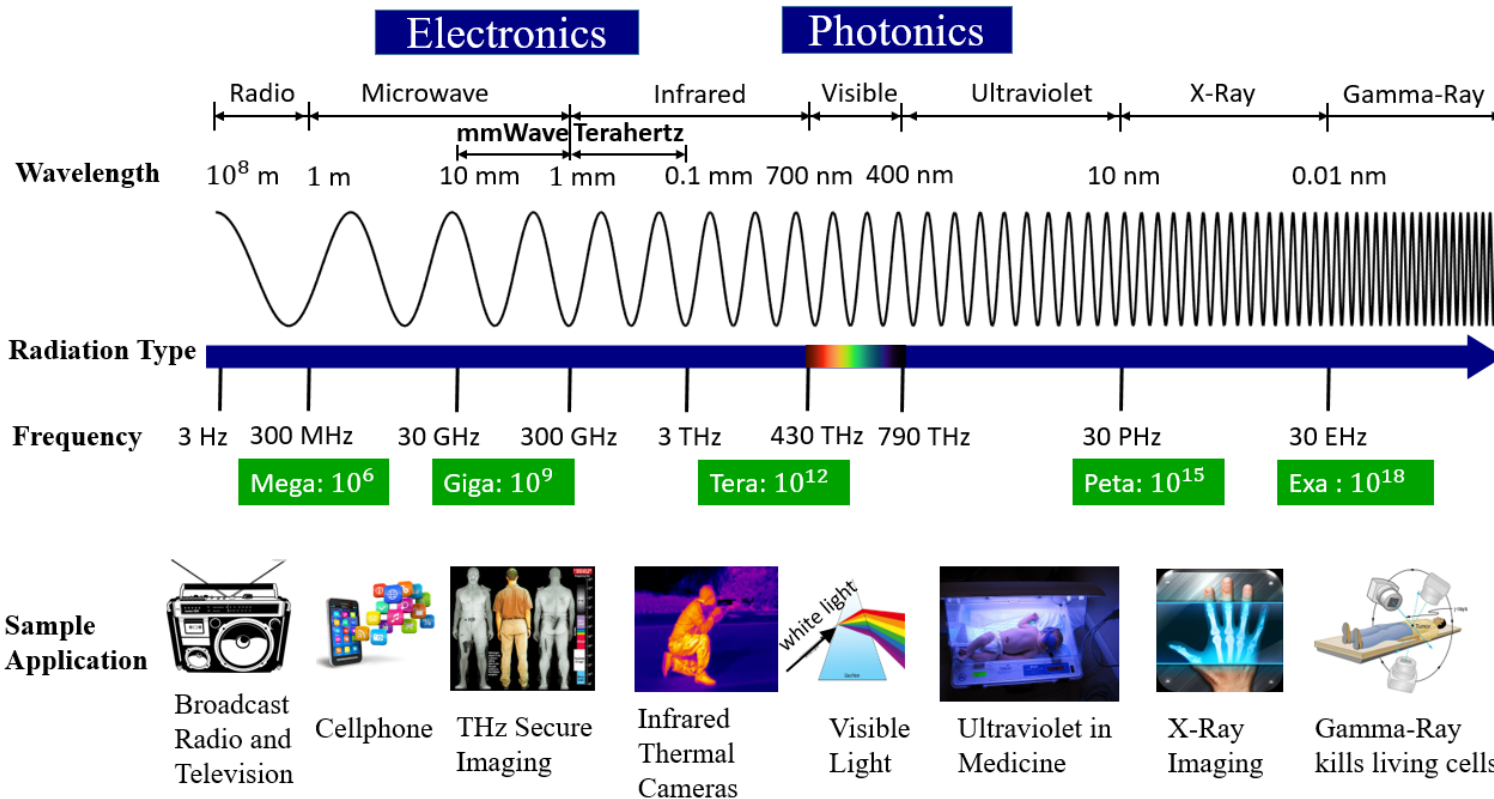 Electronics Photonics
Radio Microwave Infrared Visible Ultraviolet X-Ray Gamma-Ray
mmWave Terahertz
Wavelength 10⁸ m 1 m 10 mm 1 mm 0.1 mm 700 nm 400 nm 10 nm 0.01 nm
Radiation Type
Frequency 3 Hz 300 MHz 30 GHz 300 GHz 3 THz 430 THz 790 THz 30 PHz 30 EHz
Mega: 10⁶ Giga: 10⁹ Tera: 10¹² Peta: 10¹⁵ Exa : 10¹⁸
white light
γ-rays
Tumor
Sample
Application
Broadcast
Radio and
Television
Cellphone
THz Secure
Imaging
Infrared
Thermal
Cameras
Visible
Light
Ultraviolet in
Medicine
X-Ray
Imaging
Gamma-Ray
kills living cells